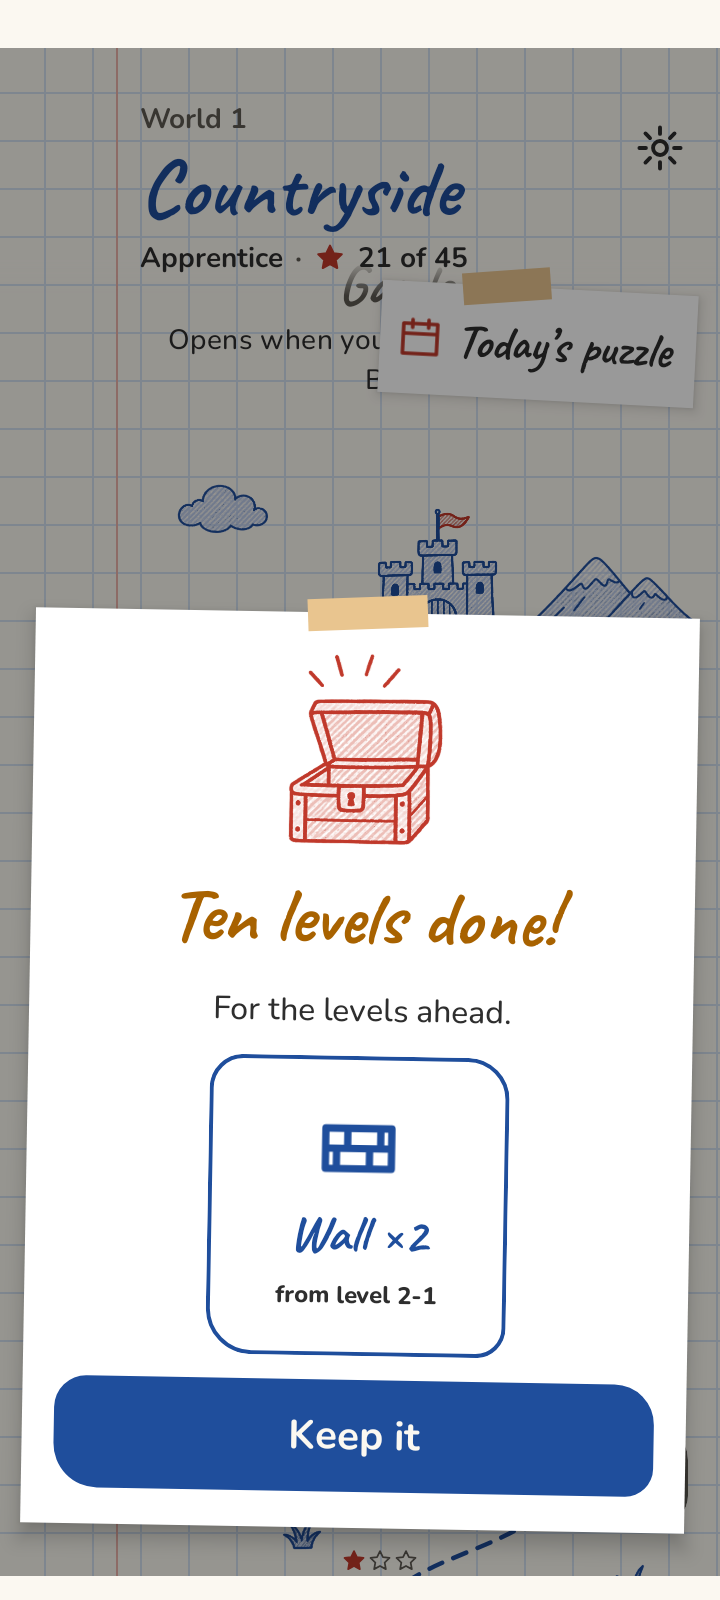 World 1
Countryside
Apprentice · 21 of 45
Opens when you
Today's puzzle
Ten levels done!
For the levels ahead.
Wall ×2
from level 2-1
Keep it